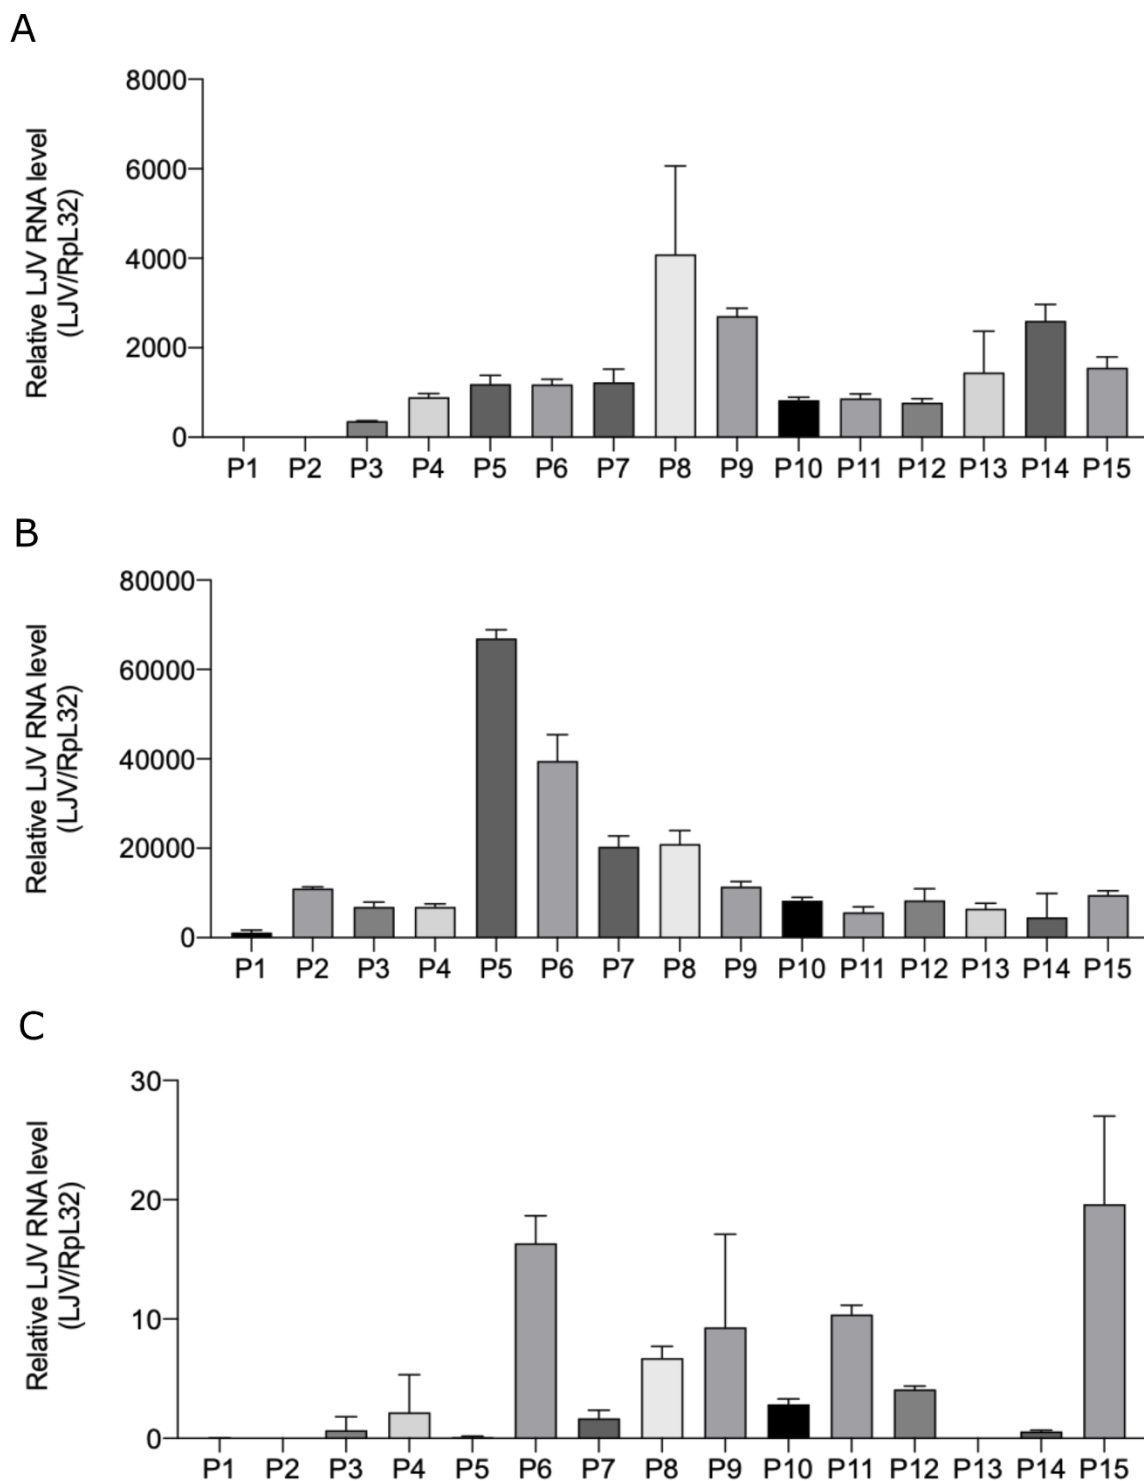 A
Relative LJV RNA level
(LJV/RpL32)
8000
6000
4000
2000
0
P1 P2 P3 P4 P5 P6 P7 P8 P9 P10 P11 P12 P13 P14 P15
B
Relative LJV RNA level
(LJV/RpL32)
80000
60000
40000
20000
0
P1 P2 P3 P4 P5 P6 P7 P8 P9 P10 P11 P12 P13 P14 P15
C
Relative LJV RNA level
(LJV/RpL32)
30
20
10
0
P1 P2 P3 P4 P5 P6 P7 P8 P9 P10 P11 P12 P13 P14 P15